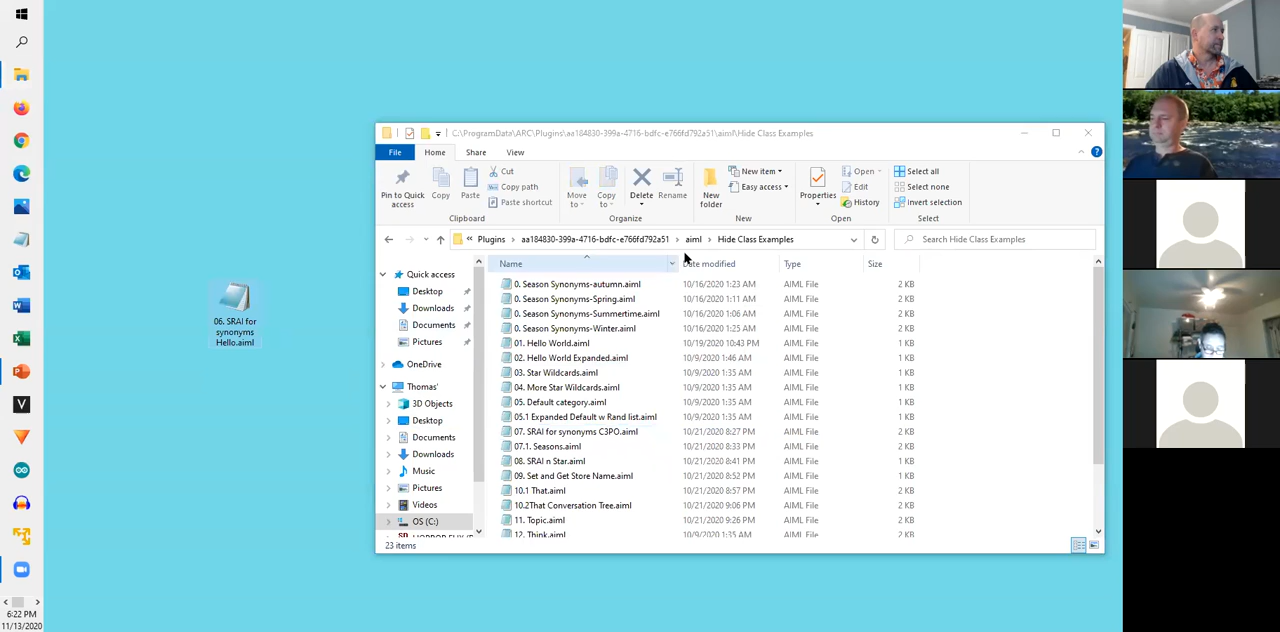 C:\ProgramData\ARC\Plugins\aa184830-399a-4716-bdfc-e766fd792a51\aiml\Hide Class Examples
File Home Share View
Pin to Quick access
Copy
Paste
Cut
Copy path
Paste shortcut
Clipboard
Move to
Copy to
Delete
Rename
Organize
New folder
New item
Easy access
New
Properties
Open
Edit
History
Open
Select all
Select none
Invert selection
Select
« Plugins › aa184830-399a-4716-bdfc-e766fd792a51 › aiml › Hide Class Examples
Search Hide Class Examples
Quick access
Desktop
Downloads
Documents
Pictures
OneDrive
Thomas'
3D Objects
Desktop
Documents
Downloads
Music
Pictures
Videos
OS (C:)
Name Date modified Type Size
0. Season Synonyms-autumn.aiml 10/16/2020 1:23 AM AIML File 2 KB
0. Season Synonyms-Spring.aiml 10/16/2020 1:11 AM AIML File 2 KB
0. Season Synonyms-Summertime.aiml 10/16/2020 1:06 AM AIML File 2 KB
0. Season Synonyms-Winter.aiml 10/16/2020 1:25 AM AIML File 2 KB
01. Hello World.aiml 10/19/2020 10:43 PM AIML File 1 KB
02. Hello World Expanded.aiml 10/9/2020 1:46 AM AIML File 1 KB
03. Star Wildcards.aiml 10/9/2020 1:35 AM AIML File 1 KB
04. More Star Wildcards.aiml 10/9/2020 1:35 AM AIML File 1 KB
05. Default category.aiml 10/9/2020 1:35 AM AIML File 1 KB
05.1 Expanded Default w Rand list.aiml 10/9/2020 1:35 AM AIML File 1 KB
07. SRAI for synonyms C3PO.aiml 10/21/2020 8:27 PM AIML File 2 KB
07.1. Seasons.aiml 10/21/2020 8:33 PM AIML File 2 KB
08. SRAI n Star.aiml 10/21/2020 8:41 PM AIML File 1 KB
09. Set and Get Store Name.aiml 10/21/2020 8:52 PM AIML File 1 KB
10.1 That.aiml 10/21/2020 8:57 PM AIML File 2 KB
10.2That Conversation Tree.aiml 10/21/2020 9:06 PM AIML File 2 KB
11. Topic.aiml 10/21/2020 9:26 PM AIML File 2 KB
12. Think.aiml 10/9/2020 1:35 AM AIML File 1 KB
23 items
06. SRAI for
synonyms
Hello.aiml
6:22 PM
11/13/2020